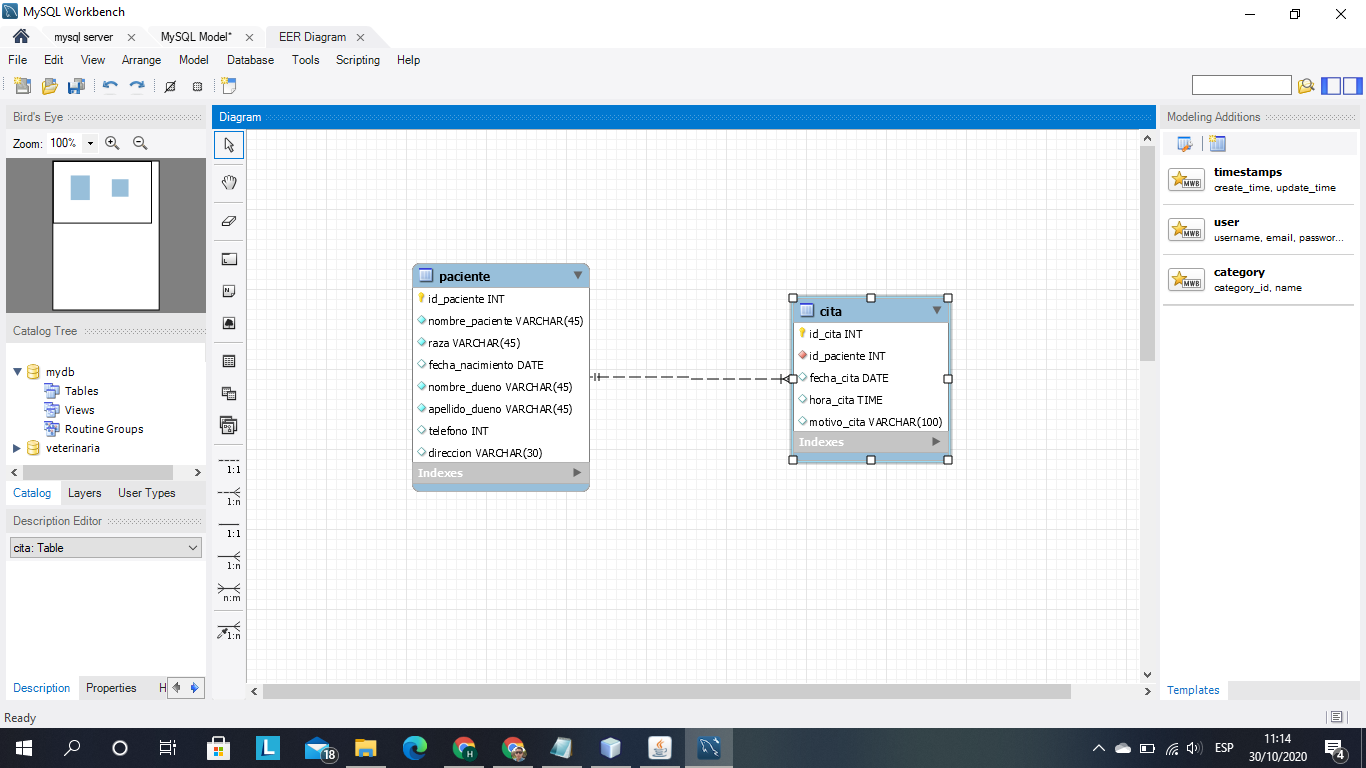 MySQL Workbench
mysql server
MySQL Model*
EER Diagram
File Edit View Arrange Model Database Tools Scripting Help
Bird's Eye
Zoom: 100%
Catalog Tree
mydb
Tables
Views
Routine Groups
veterinaria
Catalog Layers User Types
Description Editor
cita: Table
Description Properties H
Ready
Diagram
1:1
1:n
1:1
1:n
n:m
1:n
paciente
id_paciente INT
nombre_paciente VARCHAR(45)
raza VARCHAR(45)
fecha_nacimiento DATE
nombre_dueno VARCHAR(45)
apellido_dueno VARCHAR(45)
telefono INT
direccion VARCHAR(30)
Indexes
cita
id_cita INT
id_paciente INT
fecha_cita DATE
hora_cita TIME
motivo_cita VARCHAR(100)
Indexes
Modeling Additions
MWB
timestamps
create_time, update_time
MWB
user
username, email, passwor...
MWB
category
category_id, name
Templates
L
18
H
ESP
11:14
30/10/2020
4